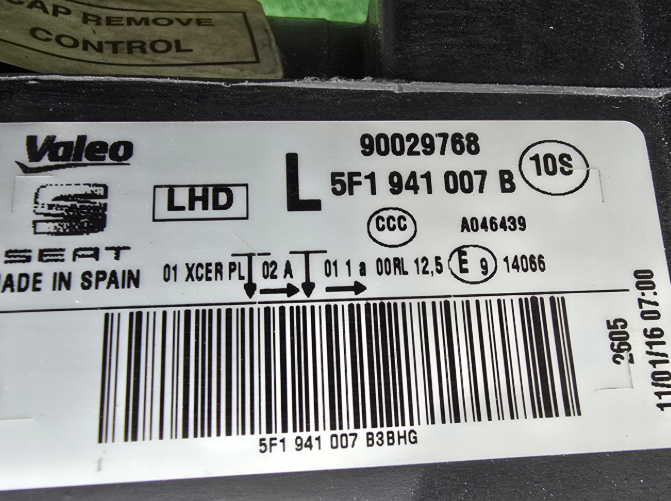 CAP REMOVE
CONTROL
Valeo
90029768
L
5F1 941 007 B
10S
LHD
CCC
A046439
SEAT
MADE IN SPAIN
01 XCER PL 02 A 01 1 a 00RL 12,5 E 9 14066
2605
11/01/16 07:00
5F1 941 007 B3BHG